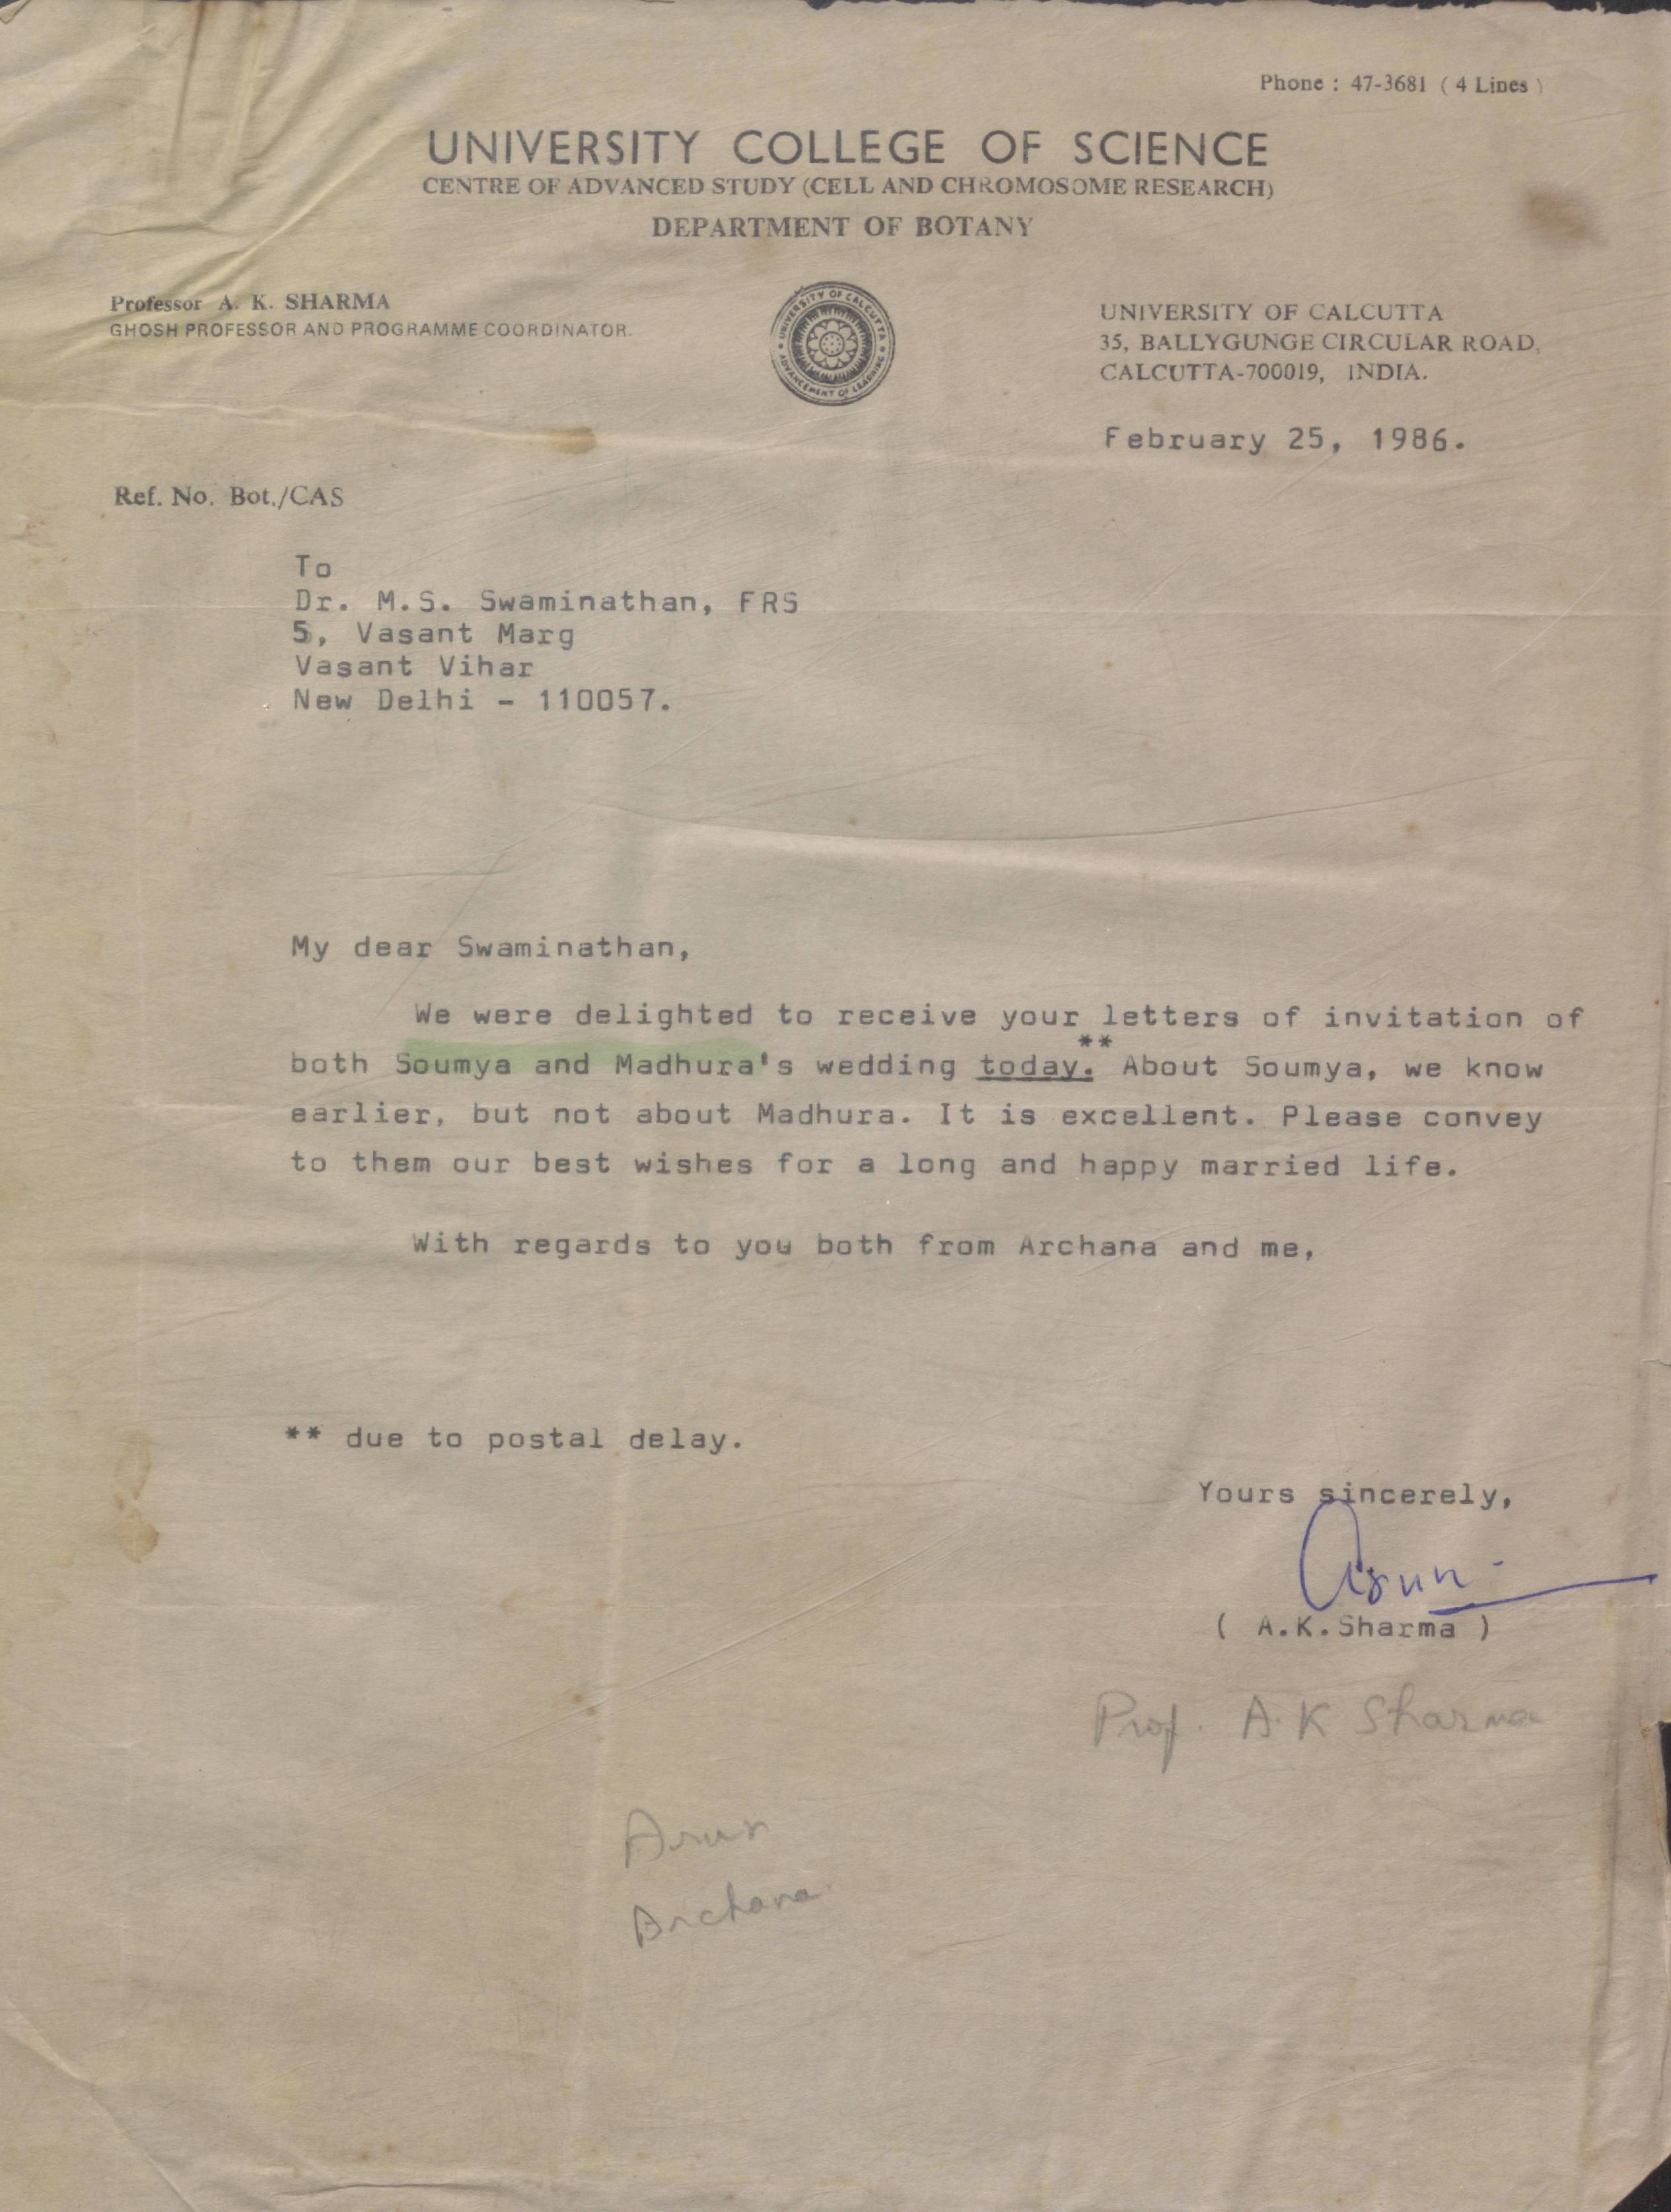 Phone : 47-3681 ( 4 Lines )
UNIVERSITY COLLEGE OF SCIENCE
CENTRE OF ADVANCED STUDY (CELL AND CHROMOSOME RESEARCH)
DEPARTMENT OF BOTANY
Professor A. K. SHARMA
GHOSH PROFESSOR AND PROGRAMME COORDINATOR.
UNIVERSITY OF CALCUTTA
ADVANCEMENT OF LEARNING
UNIVERSITY OF CALCUTTA
35, BALLYGUNGE CIRCULAR ROAD,
CALCUTTA-700019, INDIA.
February 25, 1986.
Ref. No. Bot./CAS
To
Dr. M.S. Swaminathan, FRS
5, Vasant Marg
Vasant Vihar
New Delhi - 110057.
My dear Swaminathan,
We were delighted to receive your letters of invitation of
both Soumya and Madhura's wedding today.** About Soumya, we know
earlier, but not about Madhura. It is excellent. Please convey
to them our best wishes for a long and happy married life.
With regards to you both from Archana and me,
** due to postal delay.
Yours sincerely,
Arun
( A.K.Sharma )
Prof. A.K Sharma
Arun
Archana